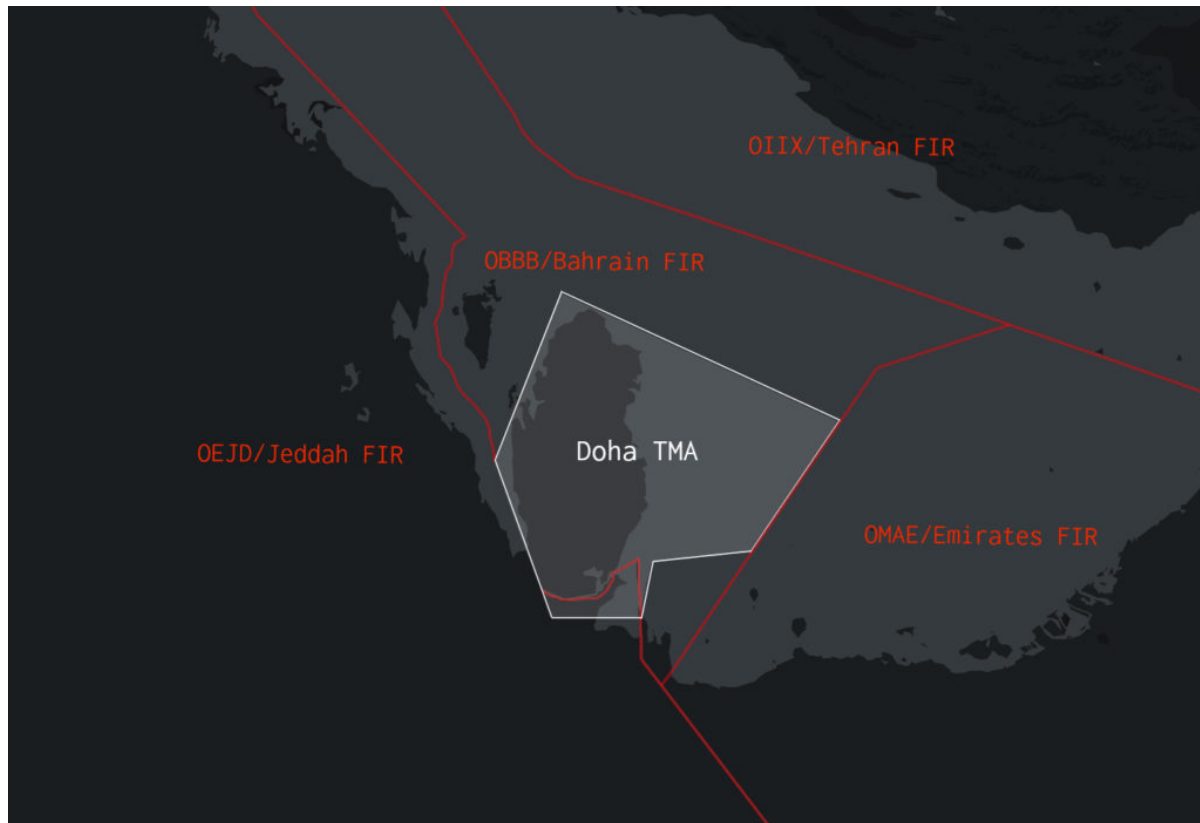 OIIX/Tehran FIR
OBBB/Bahrain FIR
Doha TMA
OEJD/Jeddah FIR
OMAE/Emirates FIR